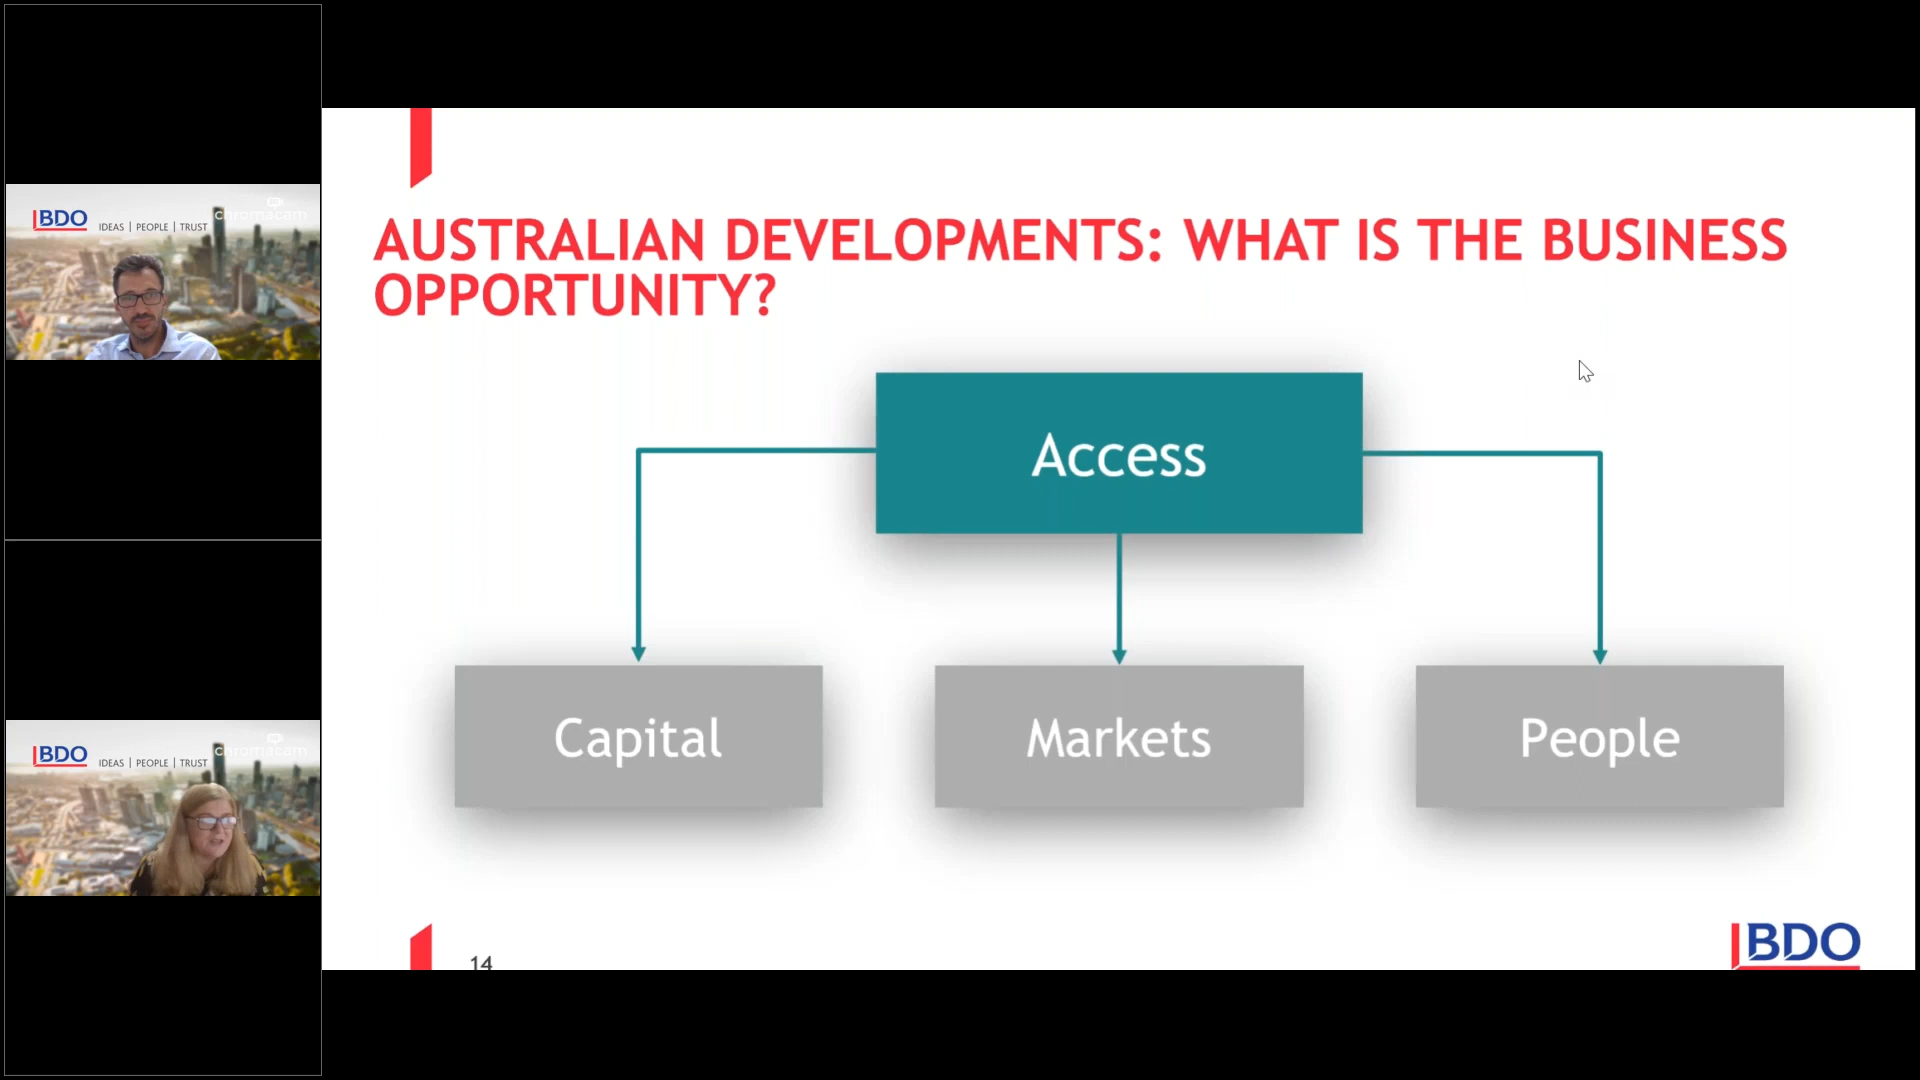 BDO IDEAS | PEOPLE | TRUST
chromacam
BDO IDEAS | PEOPLE | TRUST
chromacam
AUSTRALIAN DEVELOPMENTS: WHAT IS THE BUSINESS
OPPORTUNITY?
Access
Capital
Markets
People
14
BDO